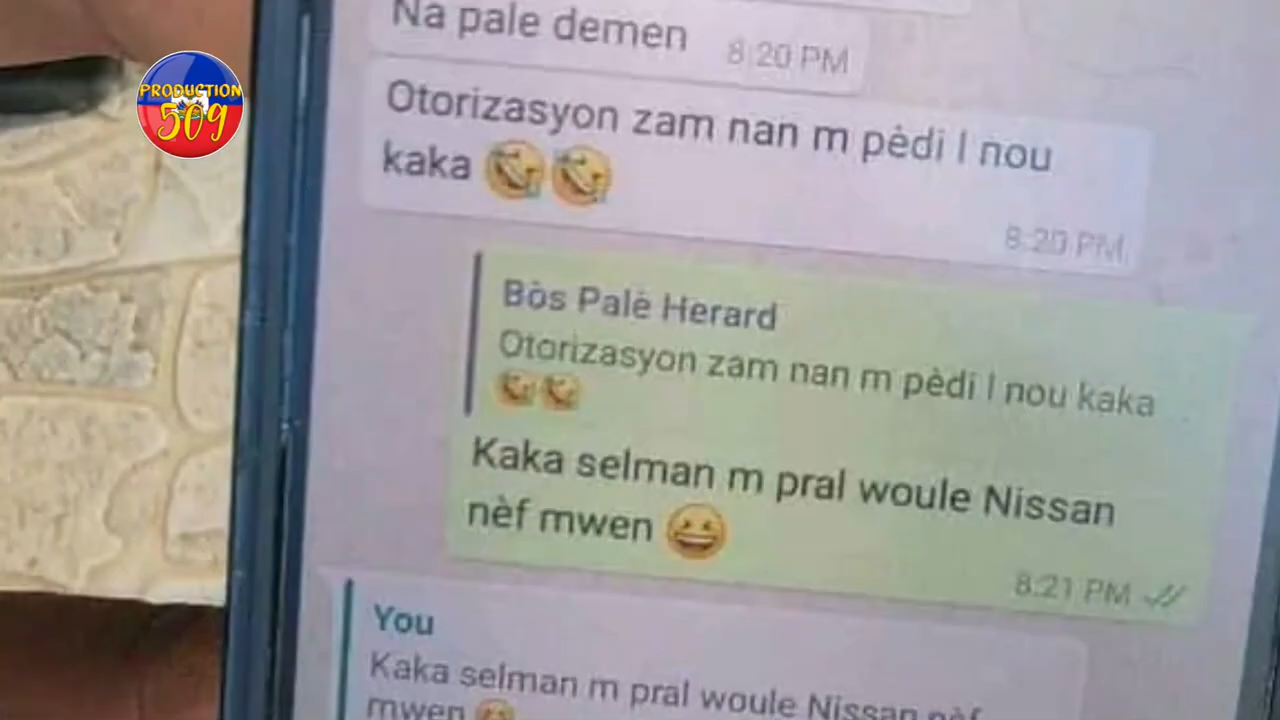 Na pale demen 8:20 PM
PRODUCTION
509
Otorizasyon zam nan m pèdi l nou
kaka 🤣🤣
8:20 PM
Bòs Palè Herard
Otorizasyon zam nan m pèdi l nou kaka
🤣🤣
Kaka selman m pral woule Nissan
nèf mwen 😄
8:21 PM
You
Kaka selman m pral woule Nissan nèf
mwen 😄